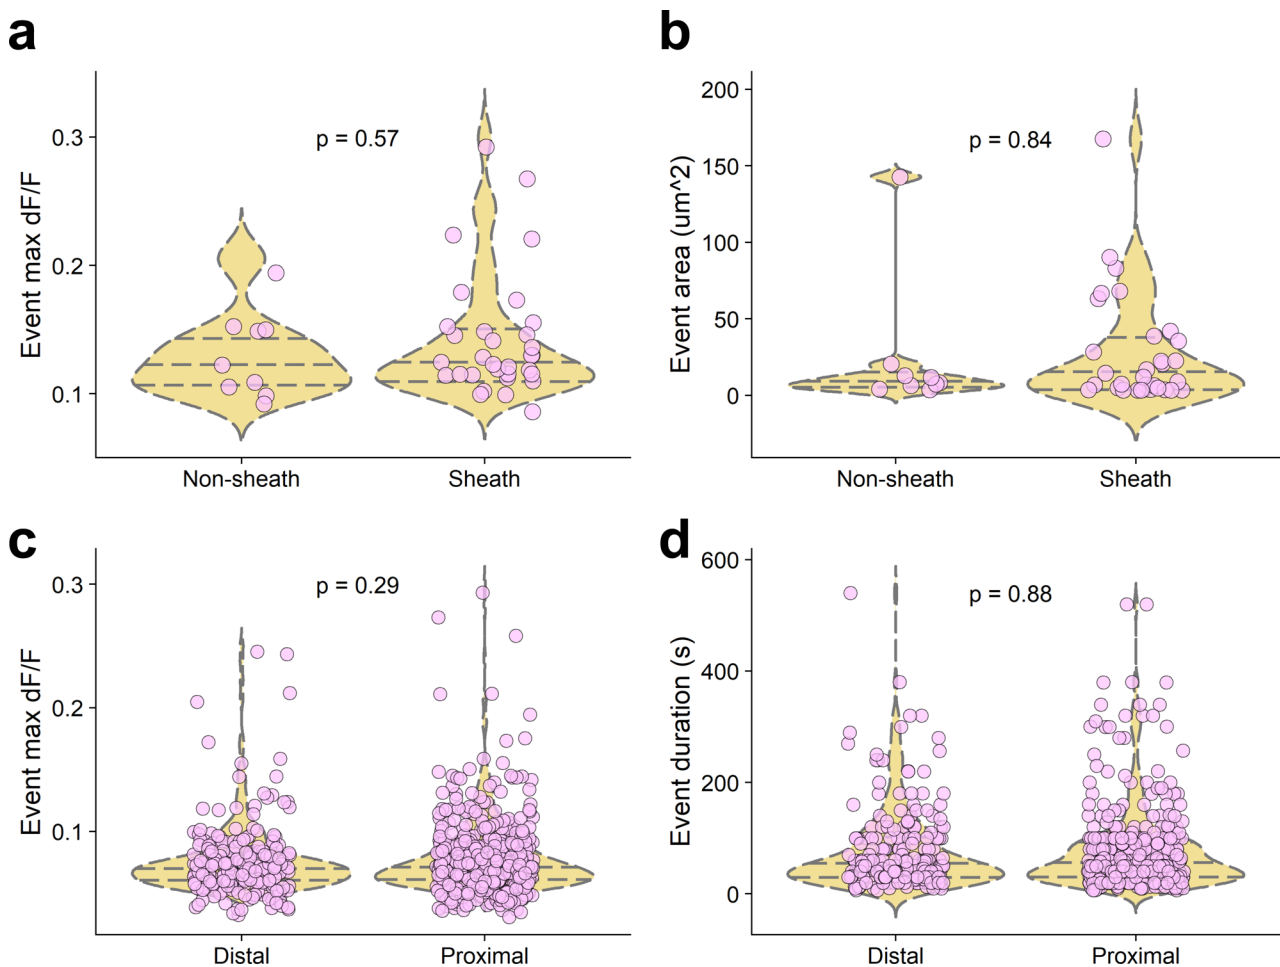 a
Event max dF/F
0.3
0.2
0.1
p = 0.57
Non-sheath
Sheath
b
Event area (um^2)
200
150
100
50
0
p = 0.84
Non-sheath
Sheath
c
Event max dF/F
0.3
0.2
0.1
p = 0.29
Distal
Proximal
d
Event duration (s)
600
400
200
0
p = 0.88
Distal
Proximal